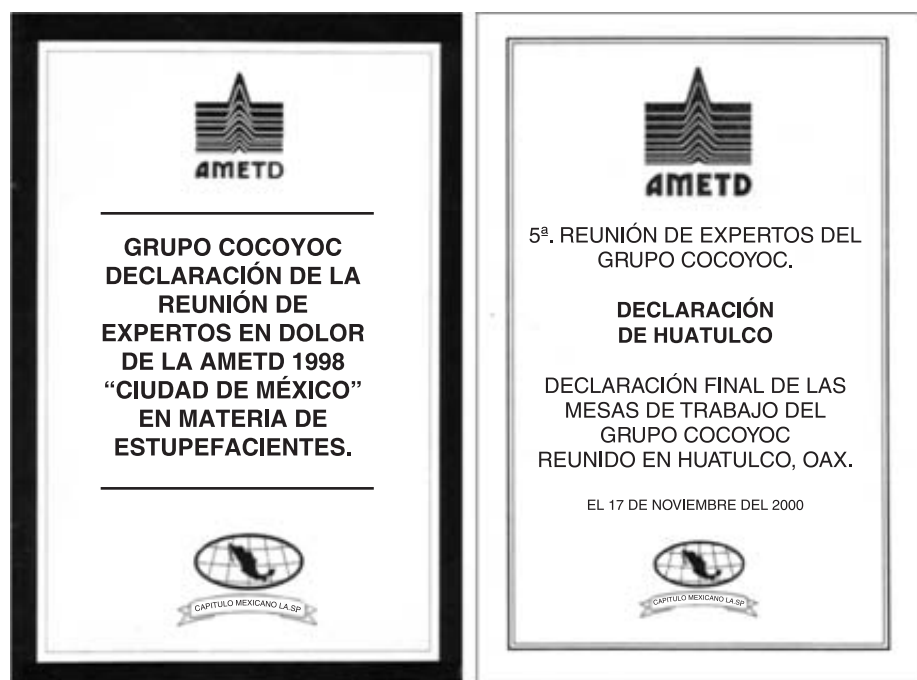 AMETD
GRUPO COCOYOC
DECLARACIÓN DE LA
REUNIÓN DE
EXPERTOS EN DOLOR
DE LA AMETD 1998
“CIUDAD DE MÉXICO”
EN MATERIA DE
ESTUPEFACIENTES.
CAPITULO MEXICANO LA.SP
AMETD
5ª. REUNIÓN DE EXPERTOS DEL
GRUPO COCOYOC.
DECLARACIÓN
DE HUATULCO
DECLARACIÓN FINAL DE LAS
MESAS DE TRABAJO DEL
GRUPO COCOYOC
REUNIDO EN HUATULCO, OAX.
EL 17 DE NOVIEMBRE DEL 2000
CAPITULO MEXICANO LA.SP